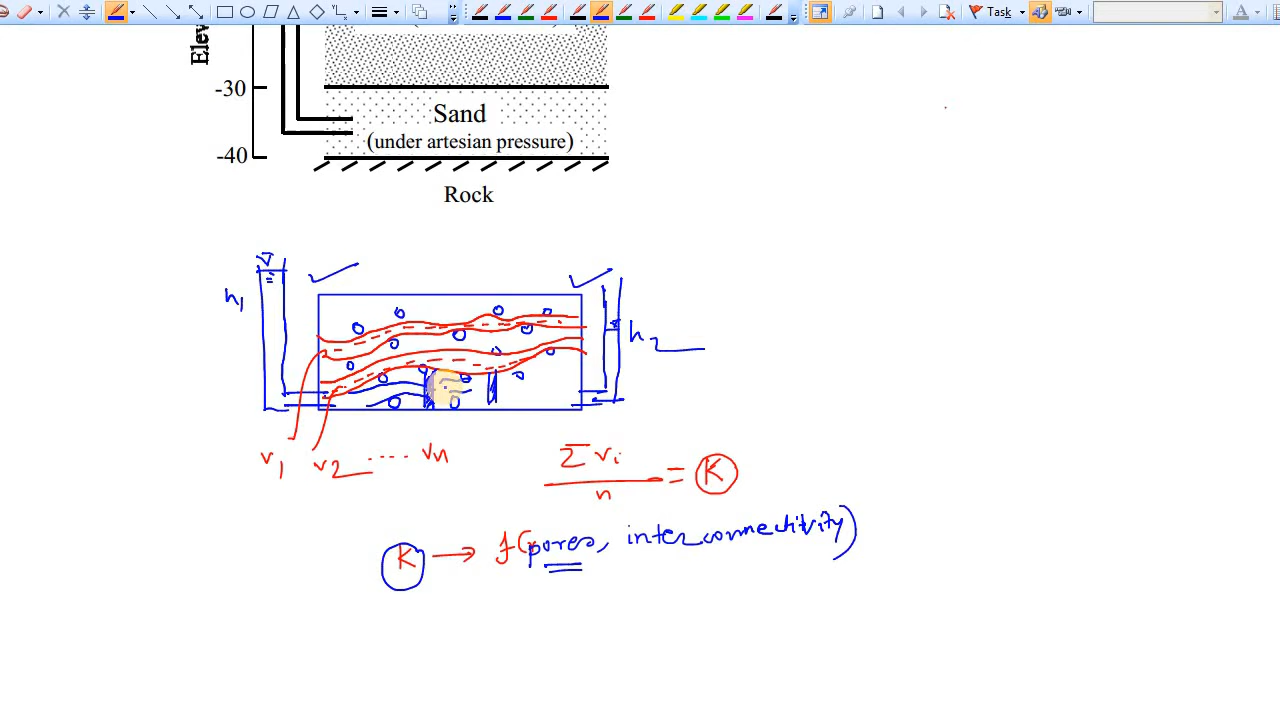 Task
A
Elev
-30
Sand
(under artesian pressure)
-40
Rock
h1
h2
v1 v2 .... vn
Σvi
n
= K
K → f(pores, interconnectivity)